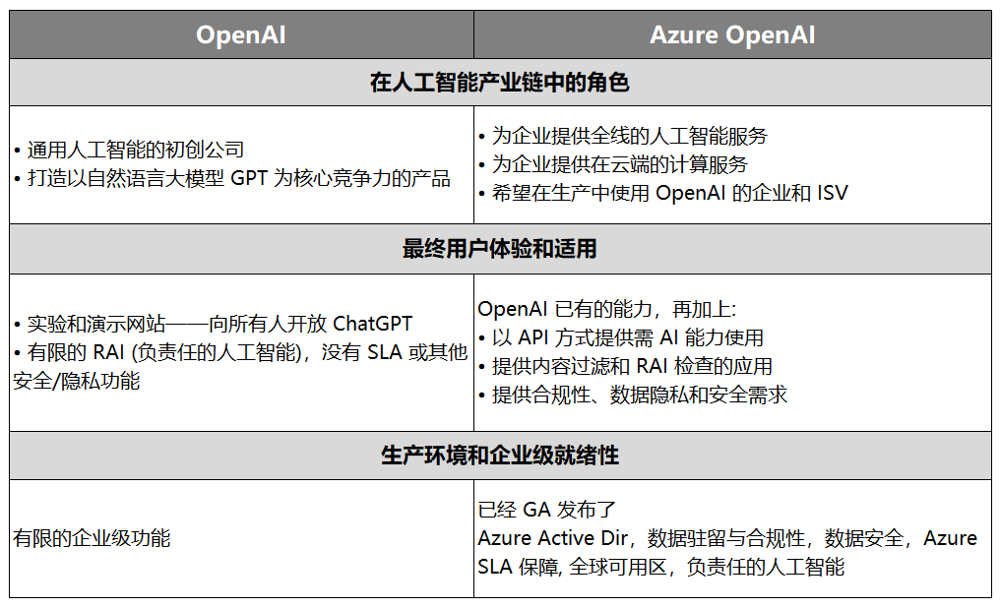 OpenAI
Azure OpenAI
在人工智能产业链中的角色
• 通用人工智能的初创公司
• 打造以自然语言大模型 GPT 为核心竞争力的产品
• 为企业提供全线的人工智能服务
• 为企业提供在云端的计算服务
• 希望在生产中使用 OpenAI 的企业和 ISV
最终用户体验和适用
• 实验和演示网站——向所有人开放 ChatGPT
• 有限的 RAI (负责任的人工智能)，没有 SLA 或其他
安全/隐私功能
OpenAI 已有的能力，再加上:
• 以 API 方式提供需 AI 能力使用
• 提供内容过滤和 RAI 检查的应用
• 提供合规性、数据隐私和安全需求
生产环境和企业级就绪性
有限的企业级功能
已经 GA 发布了
Azure Active Dir，数据驻留与合规性，数据安全，Azure
SLA 保障, 全球可用区，负责任的人工智能